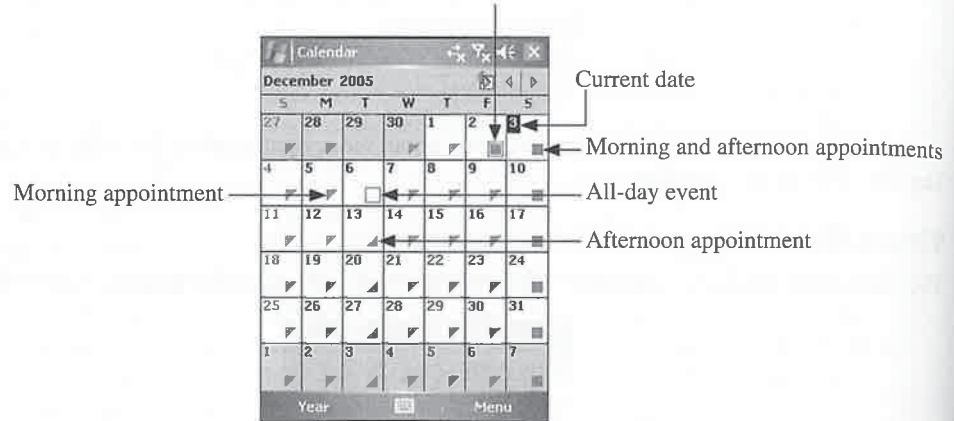 Calendar
December 2005
S M T W T F S
27 28 29 30 1 2 3
4 5 6 7 8 9 10
11 12 13 14 15 16 17
18 19 20 21 22 23 24
25 26 27 28 29 30 31
1 2 3 4 5 6 7
Year Menu
Current date
Morning and afternoon appointments
Morning appointment
All-day event
Afternoon appointment